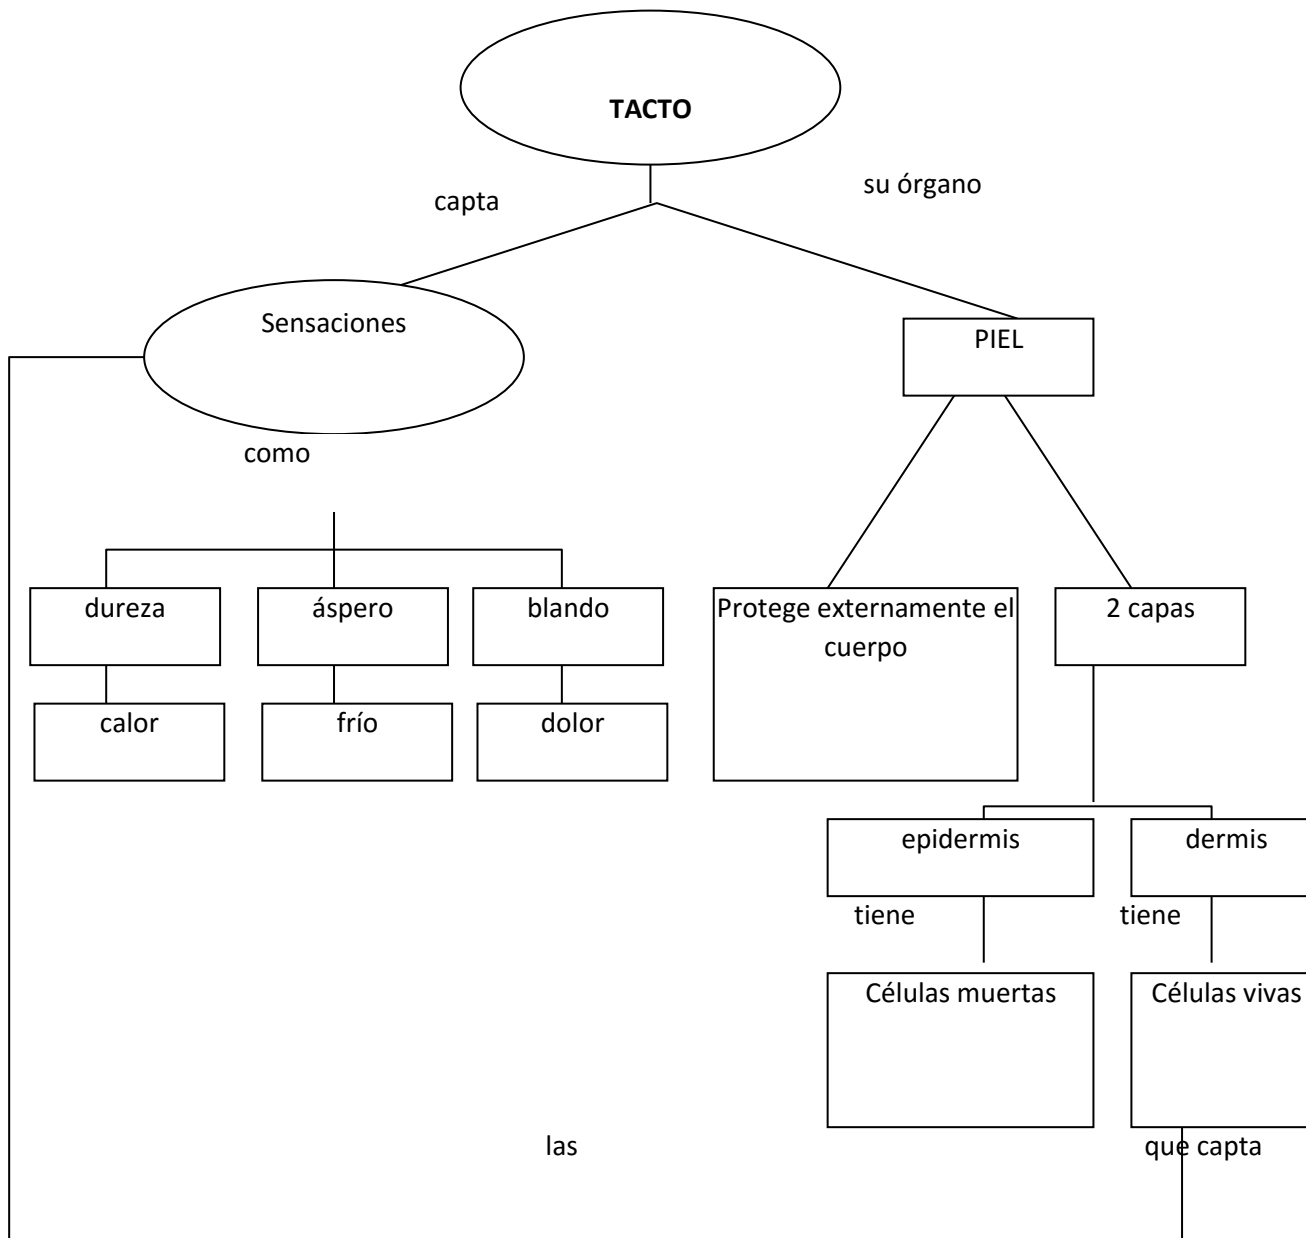 TACTO
capta
su órgano
Sensaciones
PIEL
como
dureza
áspero
blando
Protege externamente el
cuerpo
2 capas
calor
frío
dolor
epidermis
dermis
tiene
tiene
Células muertas
Células vivas
las
que capta